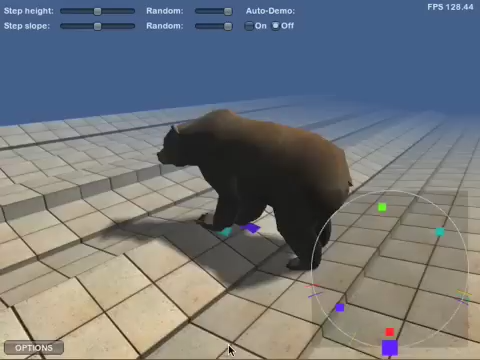 Step height: Random: Auto-Demo: FPS 128.44
Step slope: Random: On Off
OPTIONS